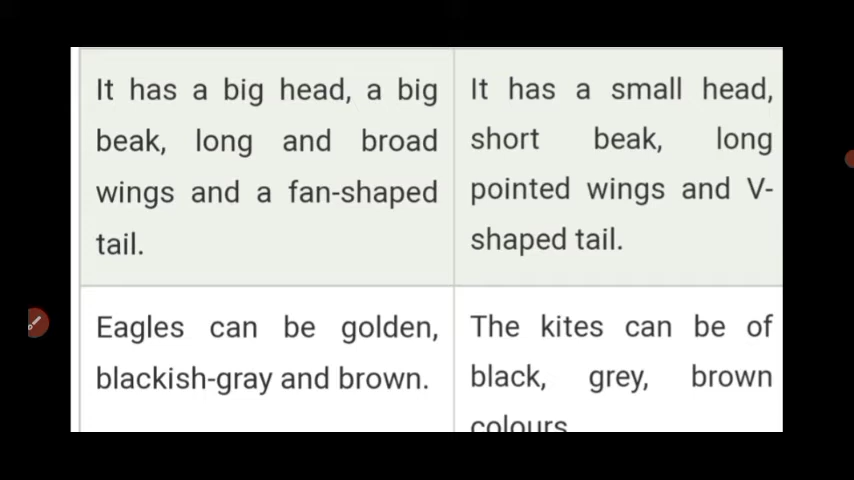 It has a big head, a big
beak, long and broad
wings and a fan-shaped
tail.
It has a small head,
short beak, long
pointed wings and V-
shaped tail.
Eagles can be golden,
blackish-gray and brown.
The kites can be of
black, grey, brown
colours